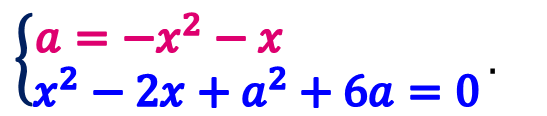 a = −x² − x
x² − 2x + a² + 6a = 0.